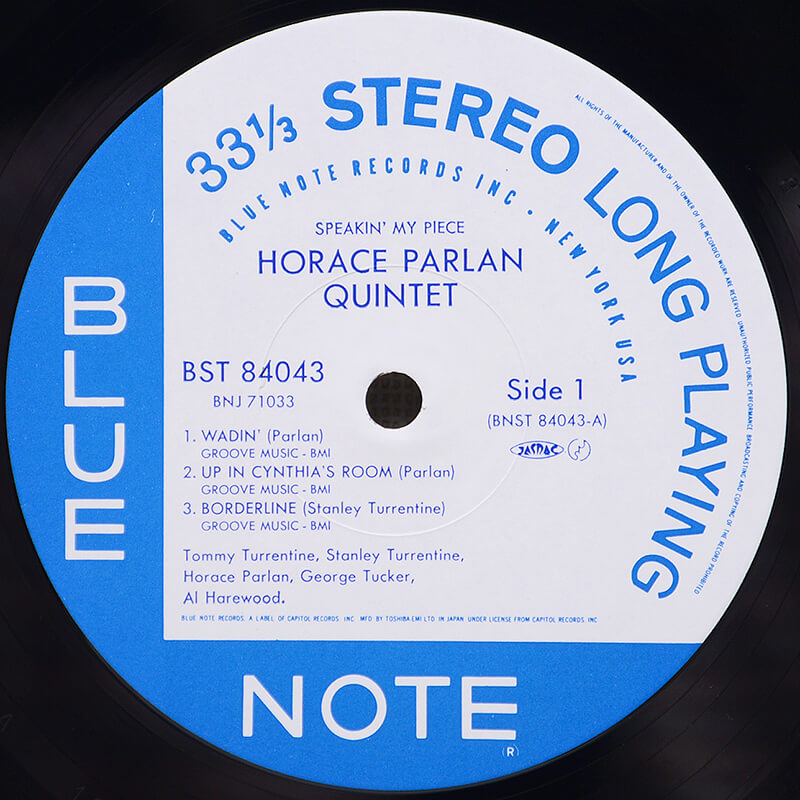 33⅓ STEREO LONG PLAYING
BLUE NOTE RECORDS INC · NEW YORK USA
ALL RIGHTS OF THE MANUFACTURER AND OF THE OWNER OF THE RECORDED WORK ARE RESERVED. UNAUTHORIZED PUBLIC PERFORMANCE BROADCASTING AND COPYING OF THE RECORD PROHIBITED
SPEAKIN' MY PIECE
HORACE PARLAN
QUINTET
BST 84043
BNJ 71033
Side 1
(BNST 84043-A)
JASRAC
1. WADIN' (Parlan)
GROOVE MUSIC - BMI
2. UP IN CYNTHIA'S ROOM (Parlan)
GROOVE MUSIC - BMI
3. BORDERLINE (Stanley Turrentine)
GROOVE MUSIC - BMI
Tommy Turrentine, Stanley Turrentine,
Horace Parlan, George Tucker,
Al Harewood.
BLUE NOTE RECORDS. A LABEL OF CAPITOL RECORDS. INC MFD BY TOSHIBA EMI LTD. IN JAPAN. UNDER LICENSE FROM CAPITOL RECORDS. INC
BLUE
NOTE
(R)